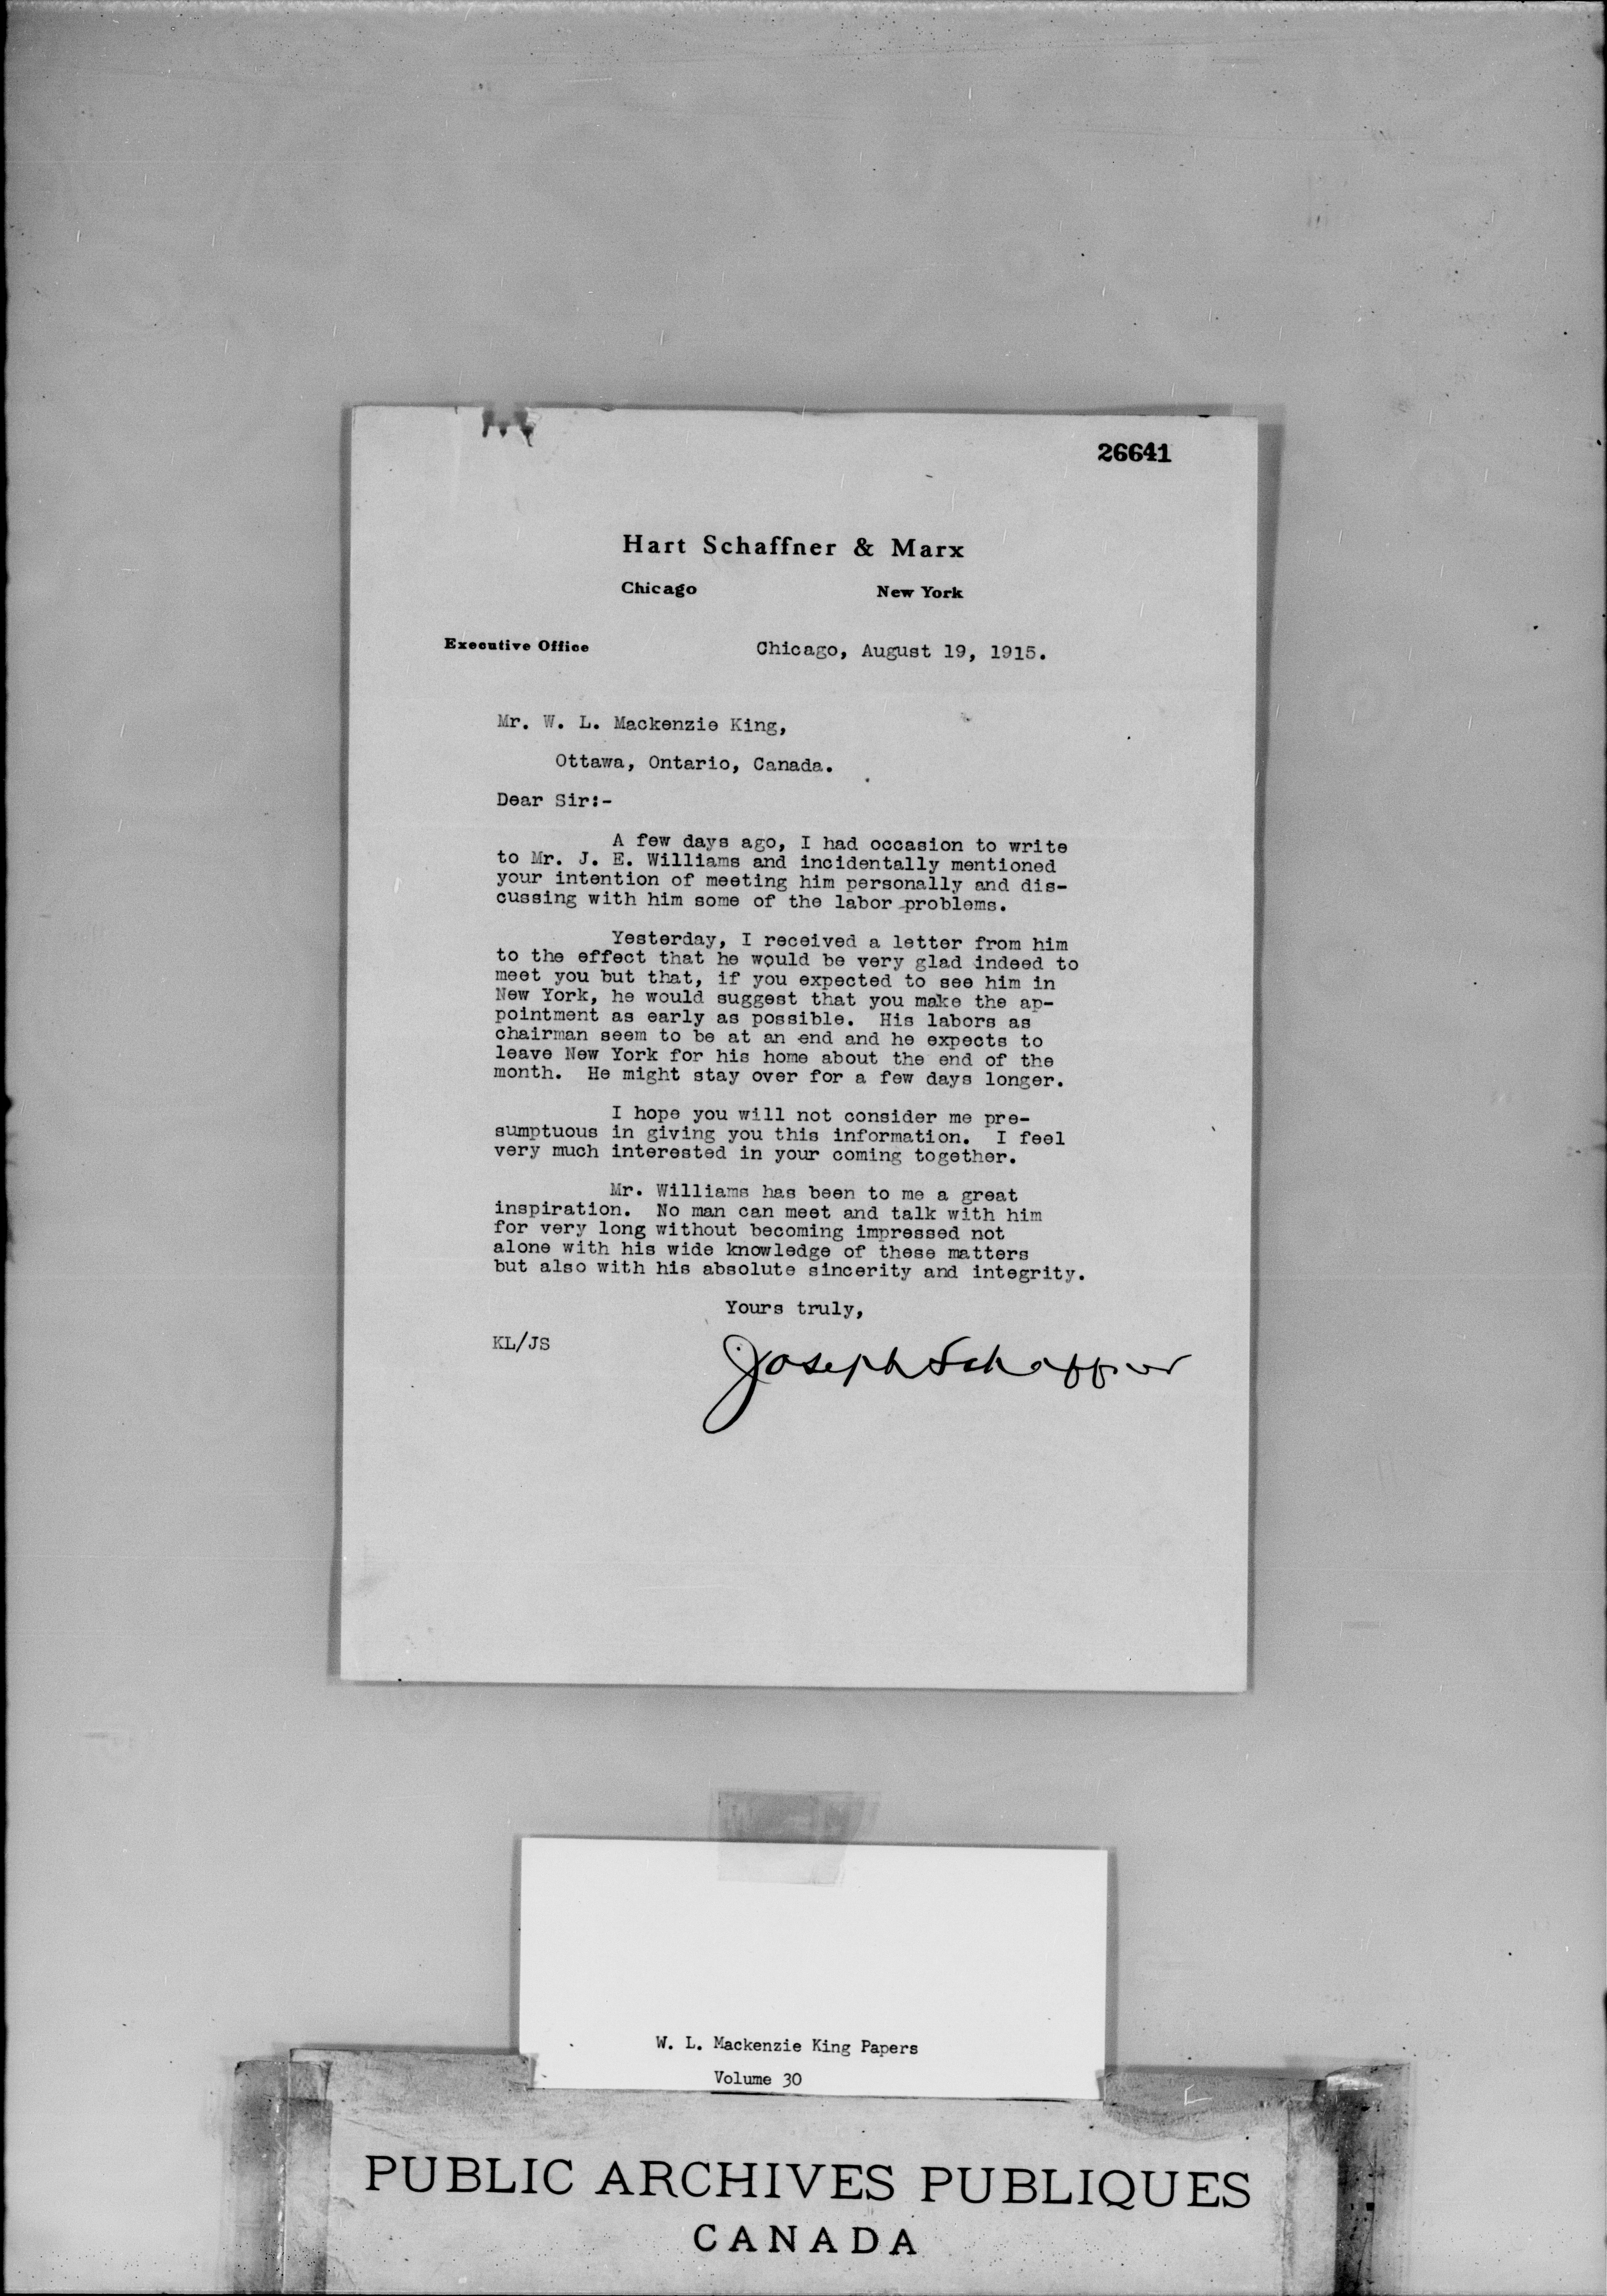 26641
Hart Schaffner & Marx
Chicago New York
Executive Office Chicago, August 19, 1915.
Mr. W. L. Mackenzie King,
Ottawa, Ontario, Canada.
Dear Sir:-
A few days ago, I had occasion to write
to Mr. J. E. Williams and incidentally mentioned
your intention of meeting him personally and dis-
cussing with him some of the labor problems.
Yesterday, I received a letter from him
to the effect that he would be very glad indeed to
meet you but that, if you expected to see him in
New York, he would suggest that you make the ap-
pointment as early as possible. His labors as
chairman seem to be at an end and he expects to
leave New York for his home about the end of the
month. He might stay over for a few days longer.
I hope you will not consider me pre-
sumptuous in giving you this information. I feel
very much interested in your coming together.
Mr. Williams has been to me a great
inspiration. No man can meet and talk with him
for very long without becoming impressed not
alone with his wide knowledge of these matters
but also with his absolute sincerity and integrity.
Yours truly,
KL/JS
Joseph Schaffner
W. L. Mackenzie King Papers
Volume 30
PUBLIC ARCHIVES PUBLIQUES
CANADA